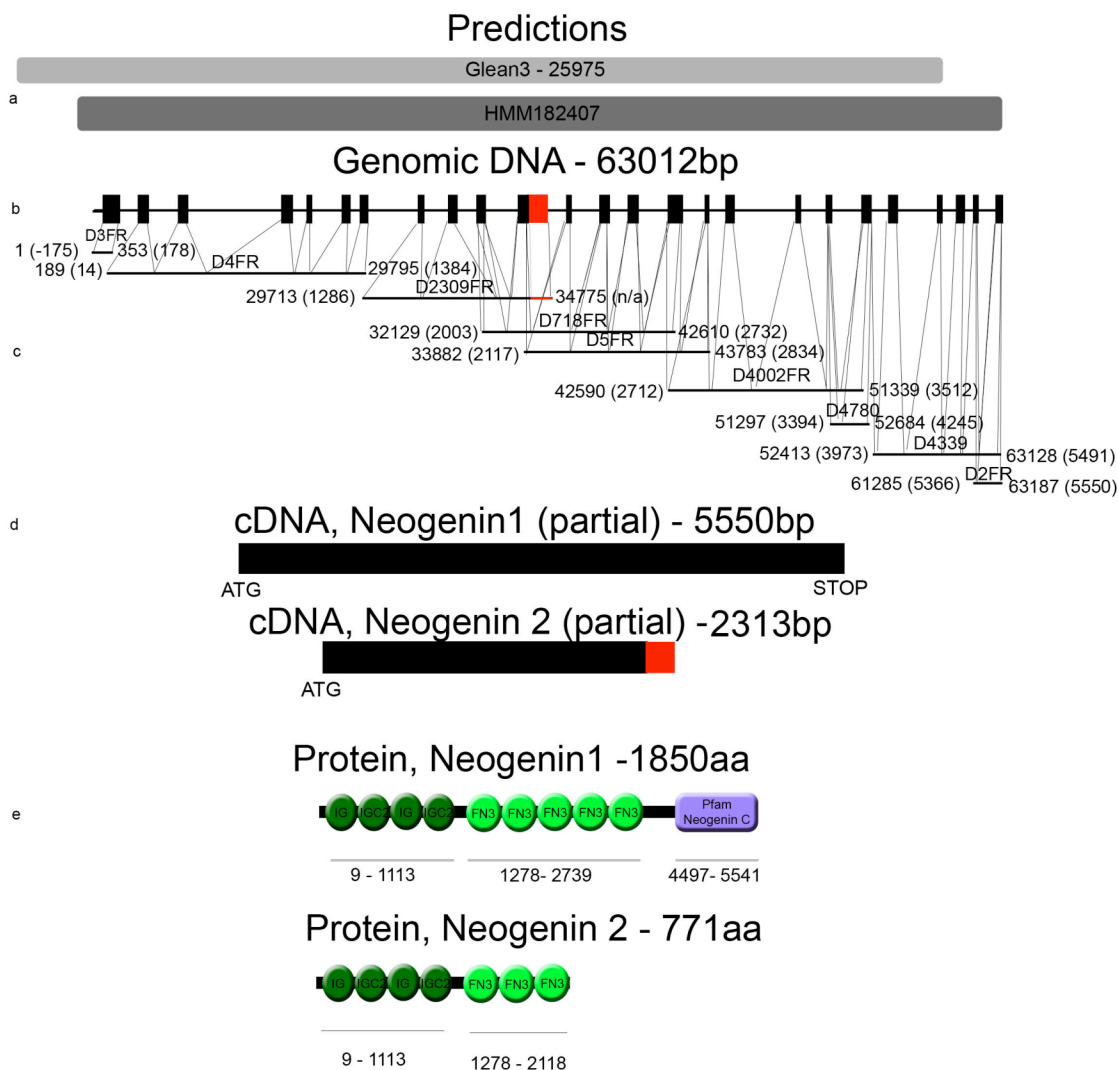 Predictions
Glean3 - 25975
a
HMM182407
Genomic DNA - 63012bp
b
D3FR
1 (-175) 353 (178)
D4FR
189 (14) 29795 (1384)
D2309FR
29713 (1286) 34775 (n/a)
D718FR
32129 (2003) 42610 (2732)
D5FR
c
33882 (2117) 43783 (2834)
D4002FR
42590 (2712) 51339 (3512)
D4780
51297 (3394) 52684 (4245)
D4339
52413 (3973) 63128 (5491)
D2FR
61285 (5366) 63187 (5550)
d
cDNA, Neogenin1 (partial) - 5550bp
ATG STOP
cDNA, Neogenin 2 (partial) -2313bp
ATG
Protein, Neogenin1 -1850aa
e
IG IGC2 IG IGC2 FN3 FN3 FN3 FN3 FN3 Pfam
Neogenin C
9 - 1113 1278- 2739 4497- 5541
Protein, Neogenin 2 - 771aa
IG IGC2 IG IGC2 FN3 FN3 FN3
9 - 1113 1278 - 2118